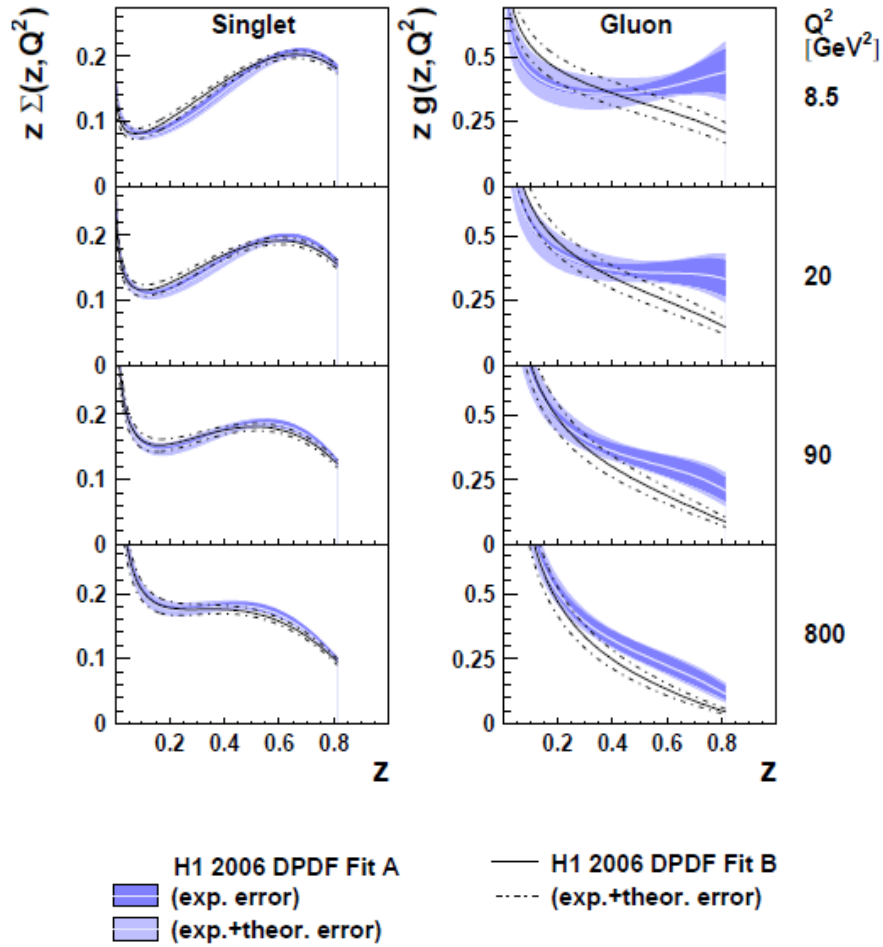 Singlet
Gluon
Q²
[GeV²]
z Σ(z,Q²)
z g(z,Q²)
0.2
0.1
0
0.5
0.25
8.5
0.2
0.1
0
0.5
0.25
20
0.2
0.1
0
0.5
0.25
90
0.2
0.1
0
0.5
0.25
800
0.2 0.4 0.6 0.8
z
0.2 0.4 0.6 0.8
z
H1 2006 DPDF Fit A
(exp. error)
(exp.+theor. error)
H1 2006 DPDF Fit B
(exp.+theor. error)